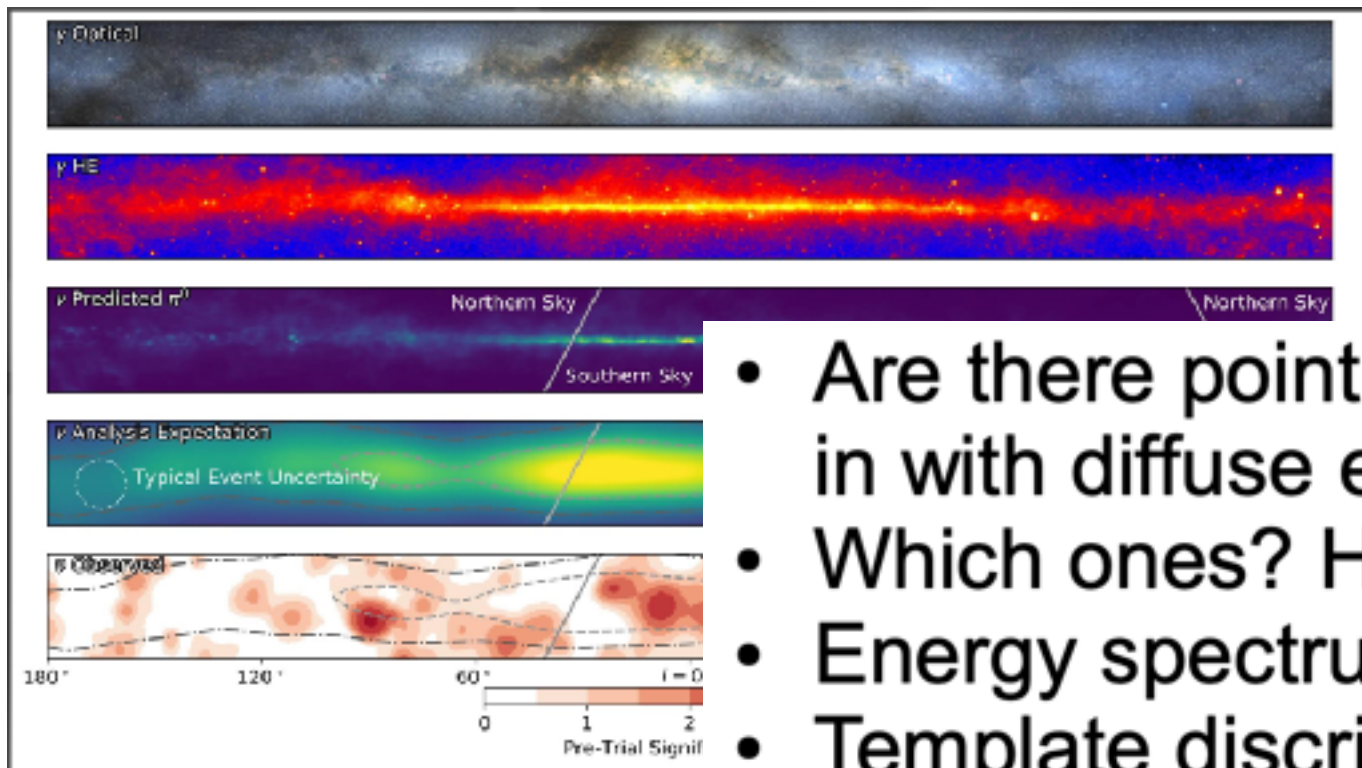 γ Optical
γ HE
ν Predicted π⁰
Northern Sky
Northern Sky
Southern Sky
ν Analysis Expectation
Typical Event Uncertainty
ν Observed
180°
120°
60°
l = 0
0
1
2
Pre-Trial Signif
• Are there point
in with diffuse e
• Which ones? H
• Energy spectru
• Template discri